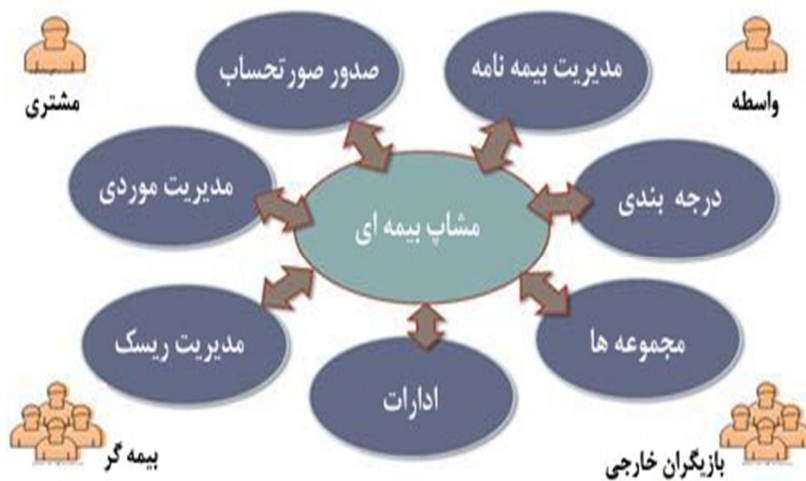 واسطه
مدیریت بیمه نامه
صدور صورتحساب
مشتری
درجه بندی
مدیریت موردی
مشاپ بیمه ای
مجموعه ها
مدیریت ریسک
ادارات
بازیگران خارجی
بیمه گر